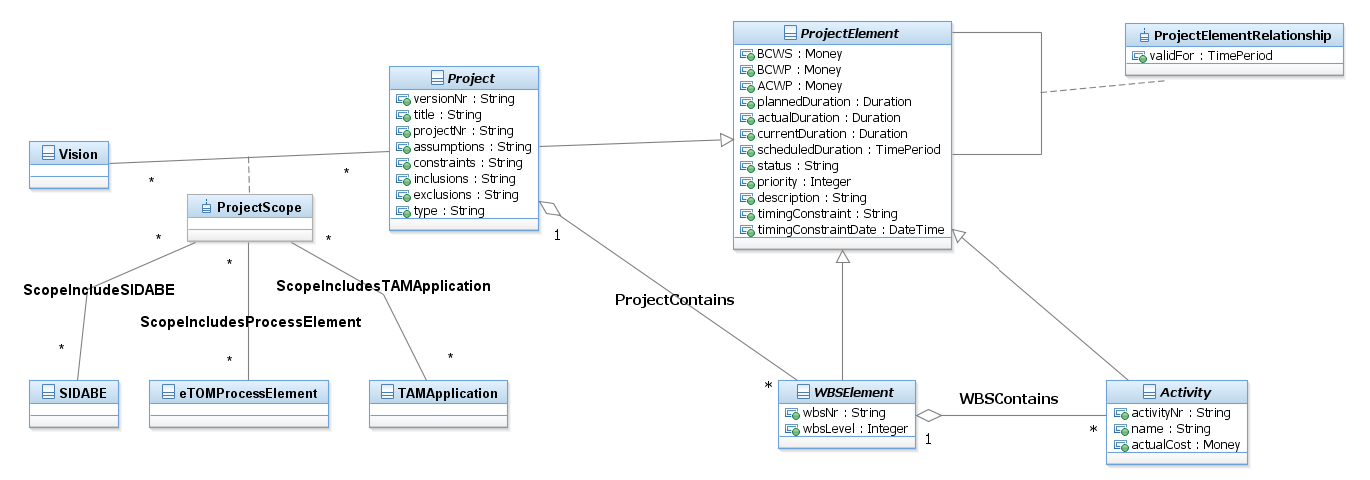 ProjectElement
BCWS : Money
BCWP : Money
ACWP : Money
plannedDuration : Duration
actualDuration : Duration
currentDuration : Duration
scheduledDuration : TimePeriod
status : String
priority : Integer
description : String
timingConstraint : String
timingConstraintDate : DateTime
ProjectElementRelationship
validFor : TimePeriod
Project
versionNr : String
title : String
projectNr : String
assumptions : String
constraints : String
inclusions : String
exclusions : String
type : String
Vision
*
*
ProjectScope
*
*
*
1
ScopeIncludeSIDABE
ScopeIncludesTAMApplication
ScopeIncludesProcessElement
ProjectContains
*
*
*
*
SIDABE
eTOMProcessElement
TAMApplication
WBSElement
wbsNr : String
wbsLevel : Integer
WBSContains
1
*
Activity
activityNr : String
name : String
actualCost : Money